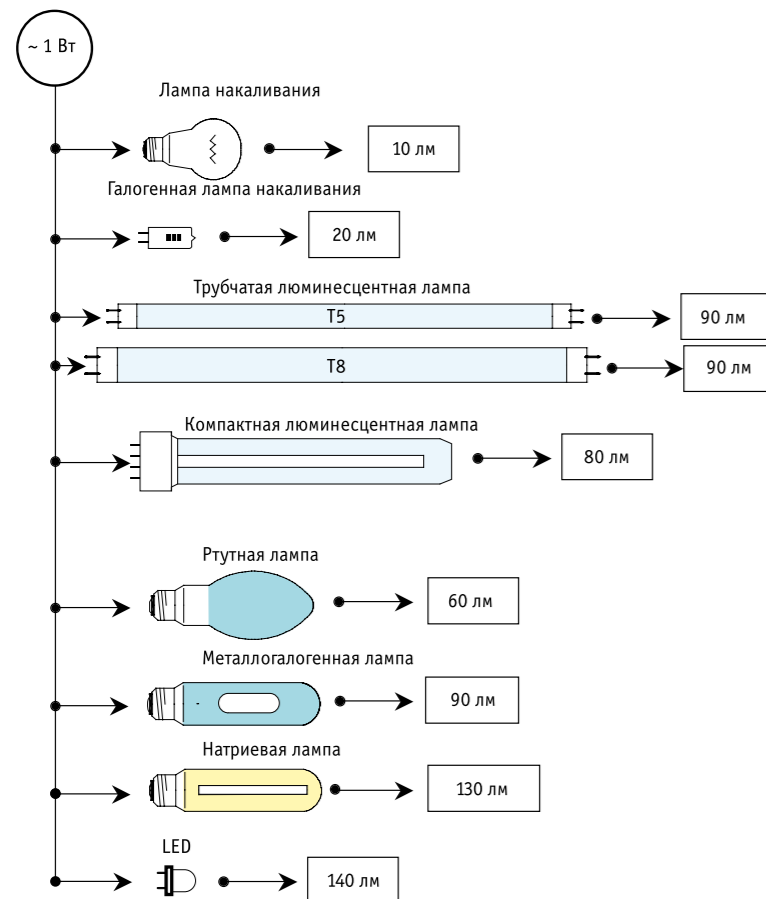 ~ 1 Вт
Лампа накаливания
10 лм
Галогенная лампа накаливания
20 лм
Трубчатая люминесцентная лампа
T5
90 лм
T8
90 лм
Компактная люминесцентная лампа
80 лм
Ртутная лампа
60 лм
Металлогалогенная лампа
90 лм
Натриевая лампа
130 лм
LED
140 лм